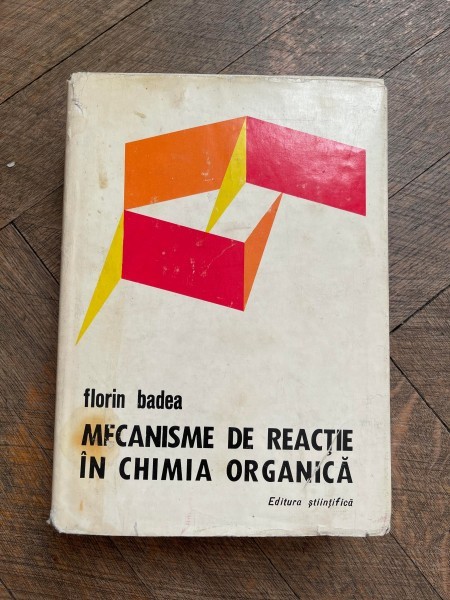 florin badea
MECANISME DE REACȚIE
ÎN CHIMIA ORGANICĂ
Editura științifică